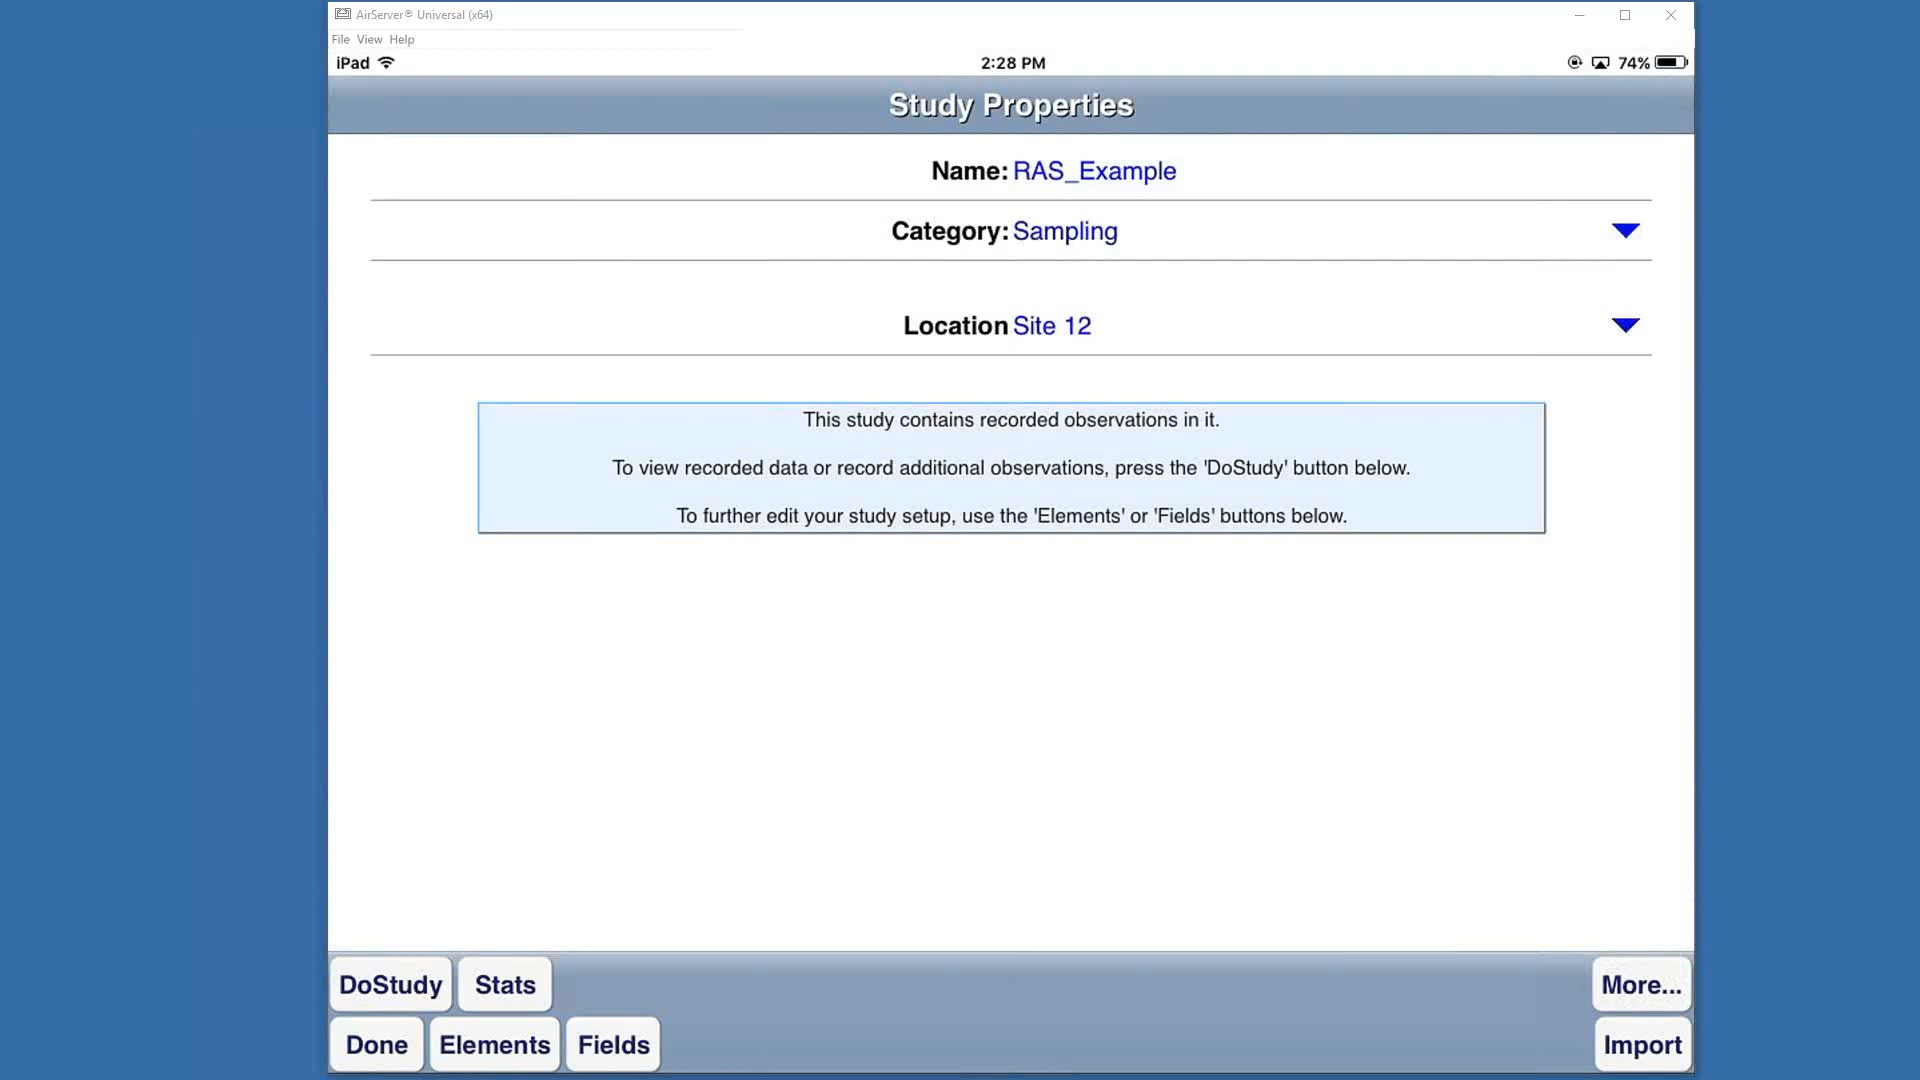 AirServer® Universal (x64)
File View Help
iPad 2:28 PM 74%
Study Properties
Name: RAS_Example
Category: Sampling
Location Site 12
This study contains recorded observations in it.
To view recorded data or record additional observations, press the 'DoStudy' button below.
To further edit your study setup, use the 'Elements' or 'Fields' buttons below.
DoStudy Stats More...
Done Elements Fields Import